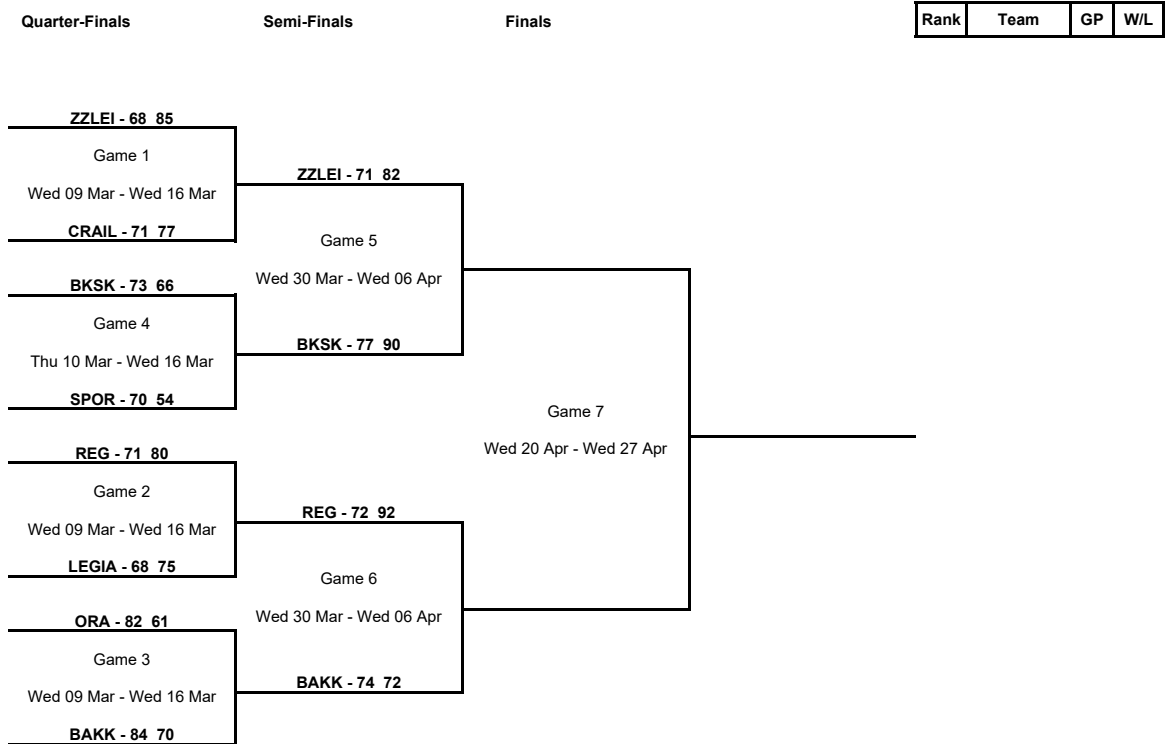 Quarter-Finals Semi-Finals Finals
Rank Team GP W/L
ZZLEI - 68 85
Game 1
Wed 09 Mar - Wed 16 Mar
CRAIL - 71 77
BKSK - 73 66
Game 4
Thu 10 Mar - Wed 16 Mar
SPOR - 70 54
REG - 71 80
Game 2
Wed 09 Mar - Wed 16 Mar
LEGIA - 68 75
ORA - 82 61
Game 3
Wed 09 Mar - Wed 16 Mar
BAKK - 84 70
ZZLEI - 71 82
Game 5
Wed 30 Mar - Wed 06 Apr
BKSK - 77 90
REG - 72 92
Game 6
Wed 30 Mar - Wed 06 Apr
BAKK - 74 72
Game 7
Wed 20 Apr - Wed 27 Apr